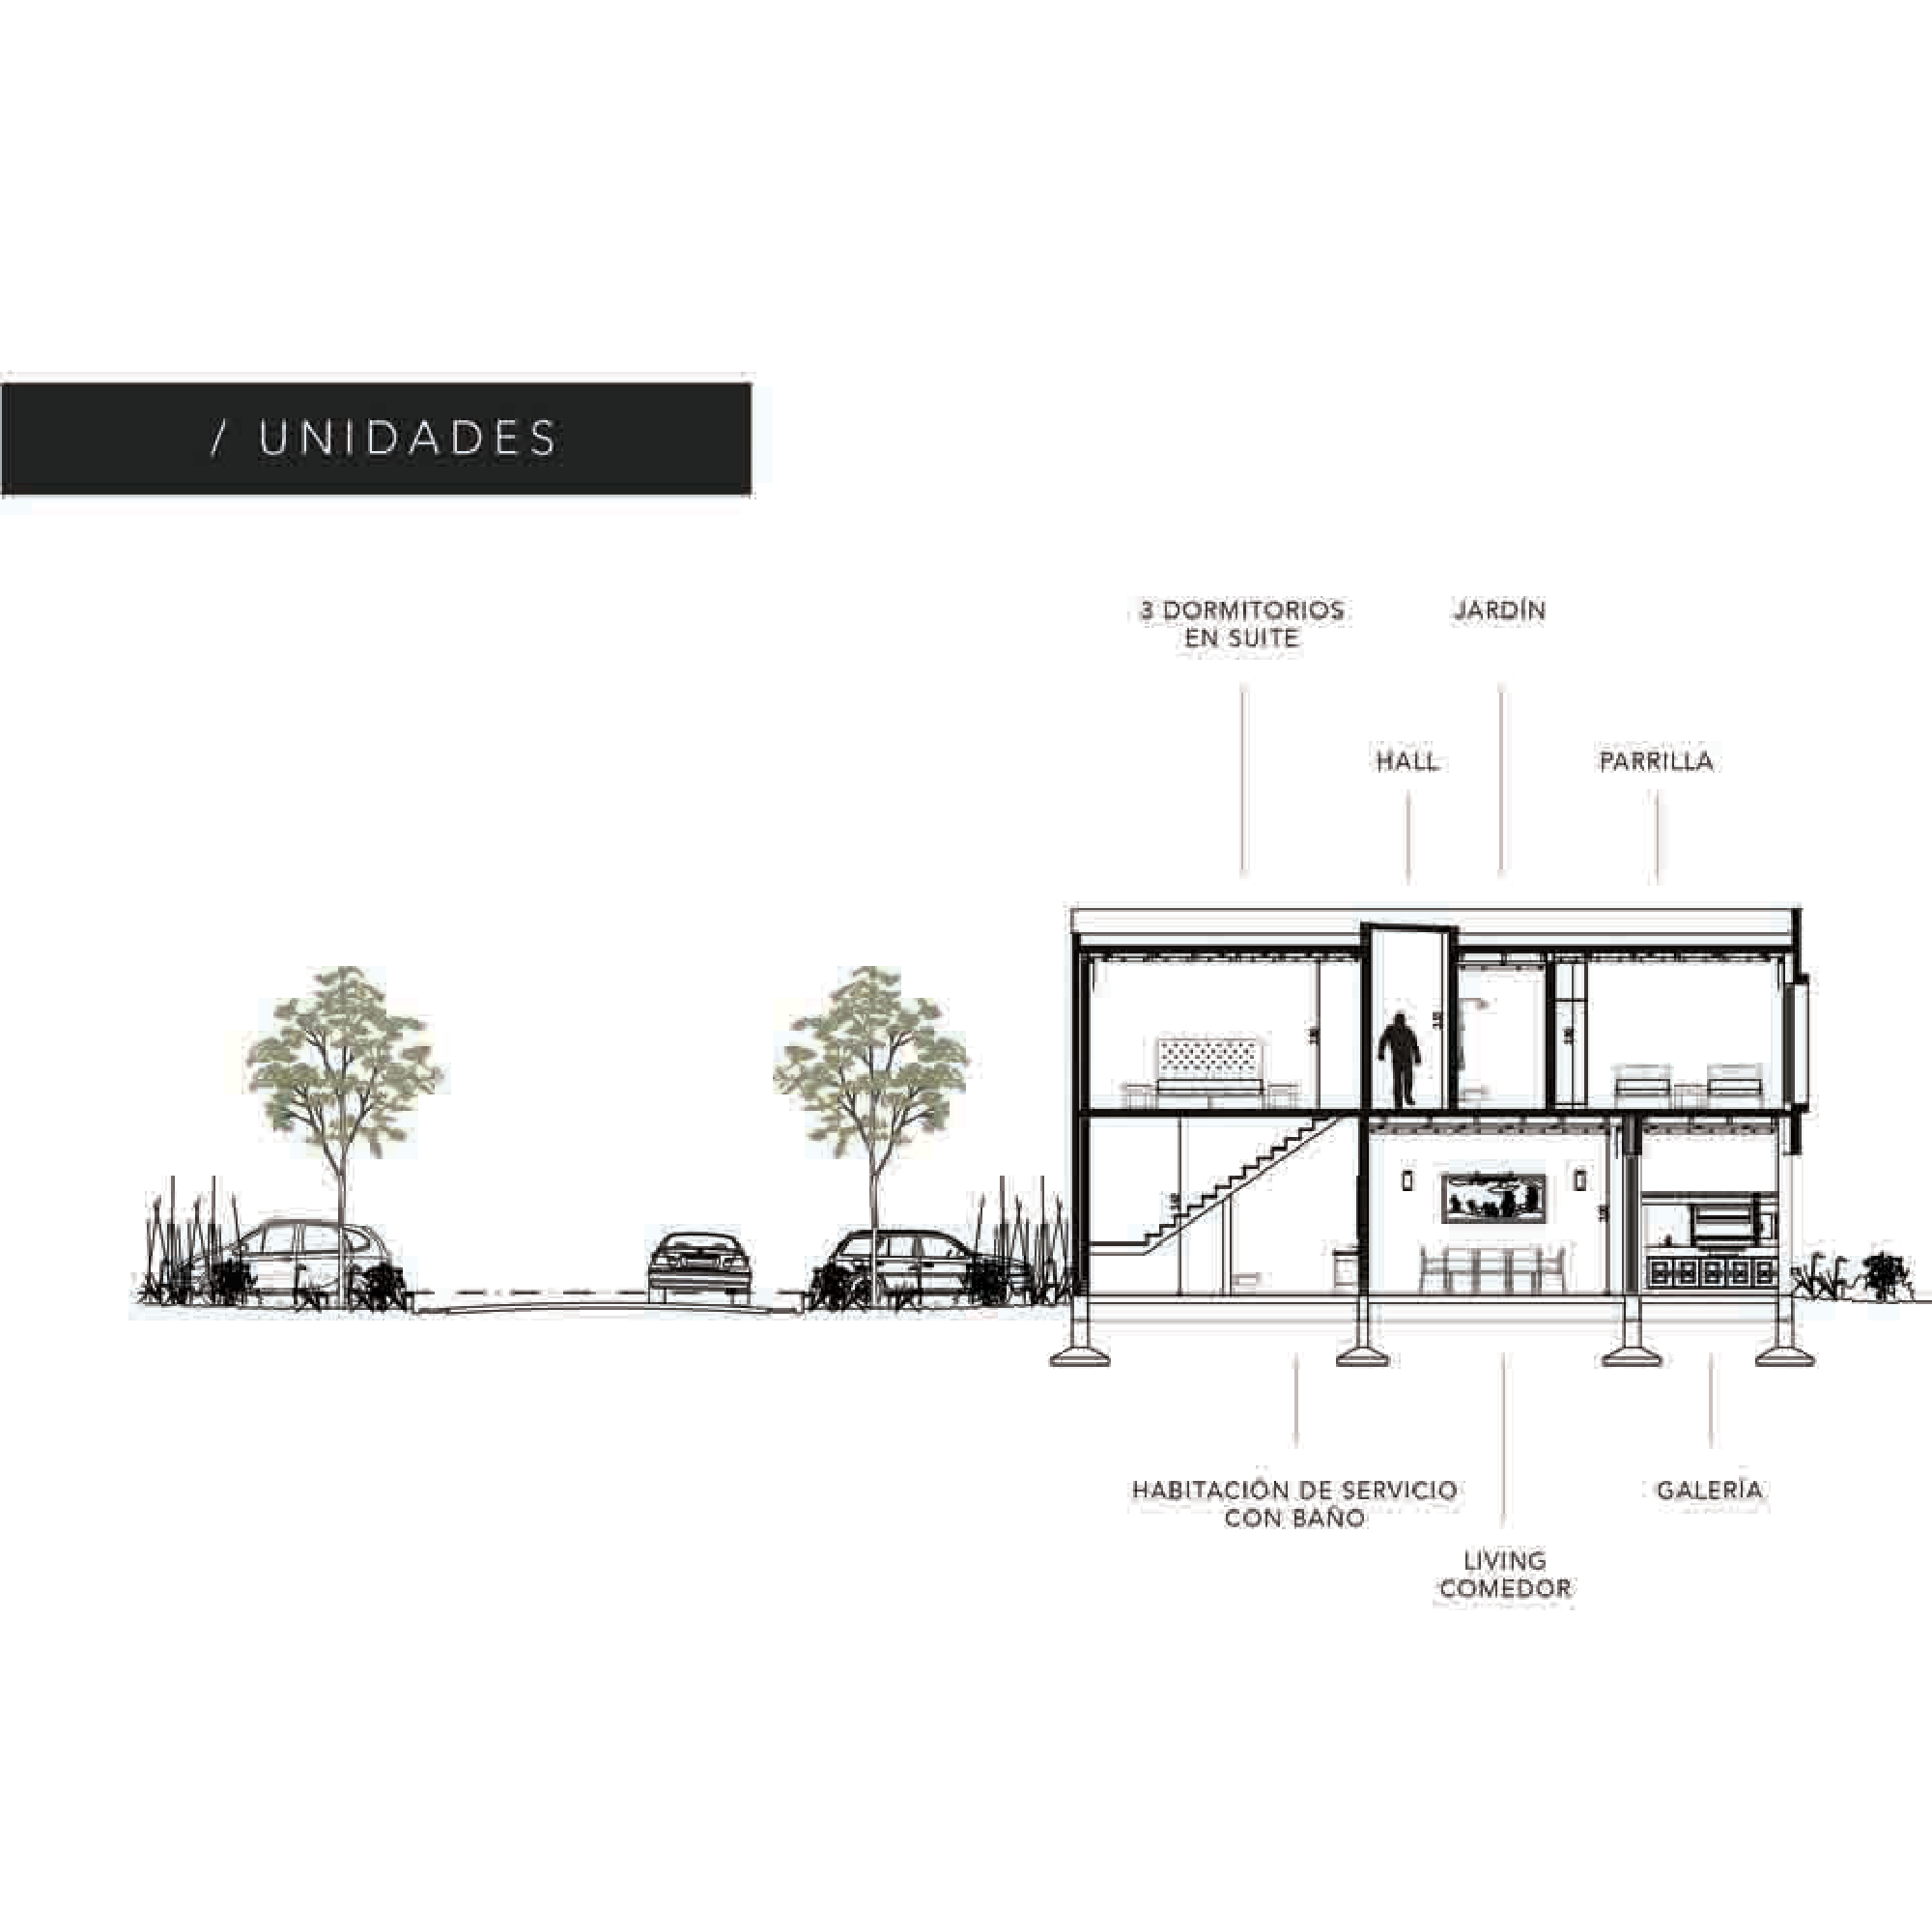 / UNIDADES
3 DORMITORIOS
EN SUITE
JARDÍN
HALL
PARRILLA
HABITACIÓN DE SERVICIO
CON BAÑO
GALERÍA
LIVING
COMEDOR